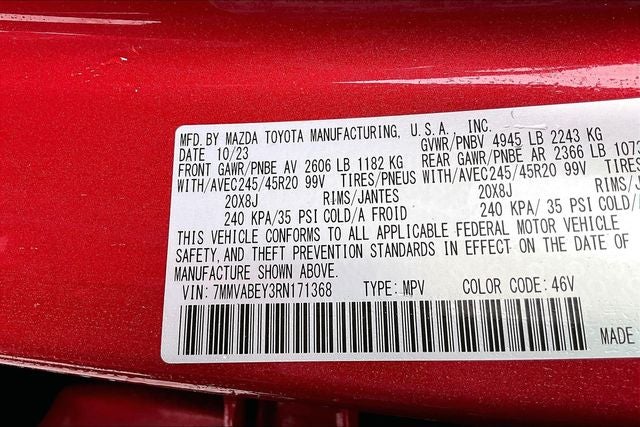 MFD. BY MAZDA TOYOTA MANUFACTURING, U.S.A. INC.
DATE 10/23 GVWR/PNBV 4945 LB 2243 KG
FRONT GAWR/PNBE AV 2606 LB 1182 KG REAR GAWR/PNBE AR 2366 LB 1073
WITH/AVEC245/45R20 99V TIRES/PNEUS WITH/AVEC245/45R20 99V TIRES/P
20X8J RIMS/JANTES 20X8J RIMS/J
240 KPA/35 PSI COLD/A FROID 240 KPA/ 35 PSI COLD/A
THIS VEHICLE CONFORMS TO ALL APPLICABLE FEDERAL MOTOR VEHICLE
SAFETY, AND THEFT PREVENTION STANDARDS IN EFFECT ON THE DATE OF
MANUFACTURE SHOWN ABOVE.
VIN: 7MMVABEY3RN171368 TYPE: MPV COLOR CODE: 46V
MADE